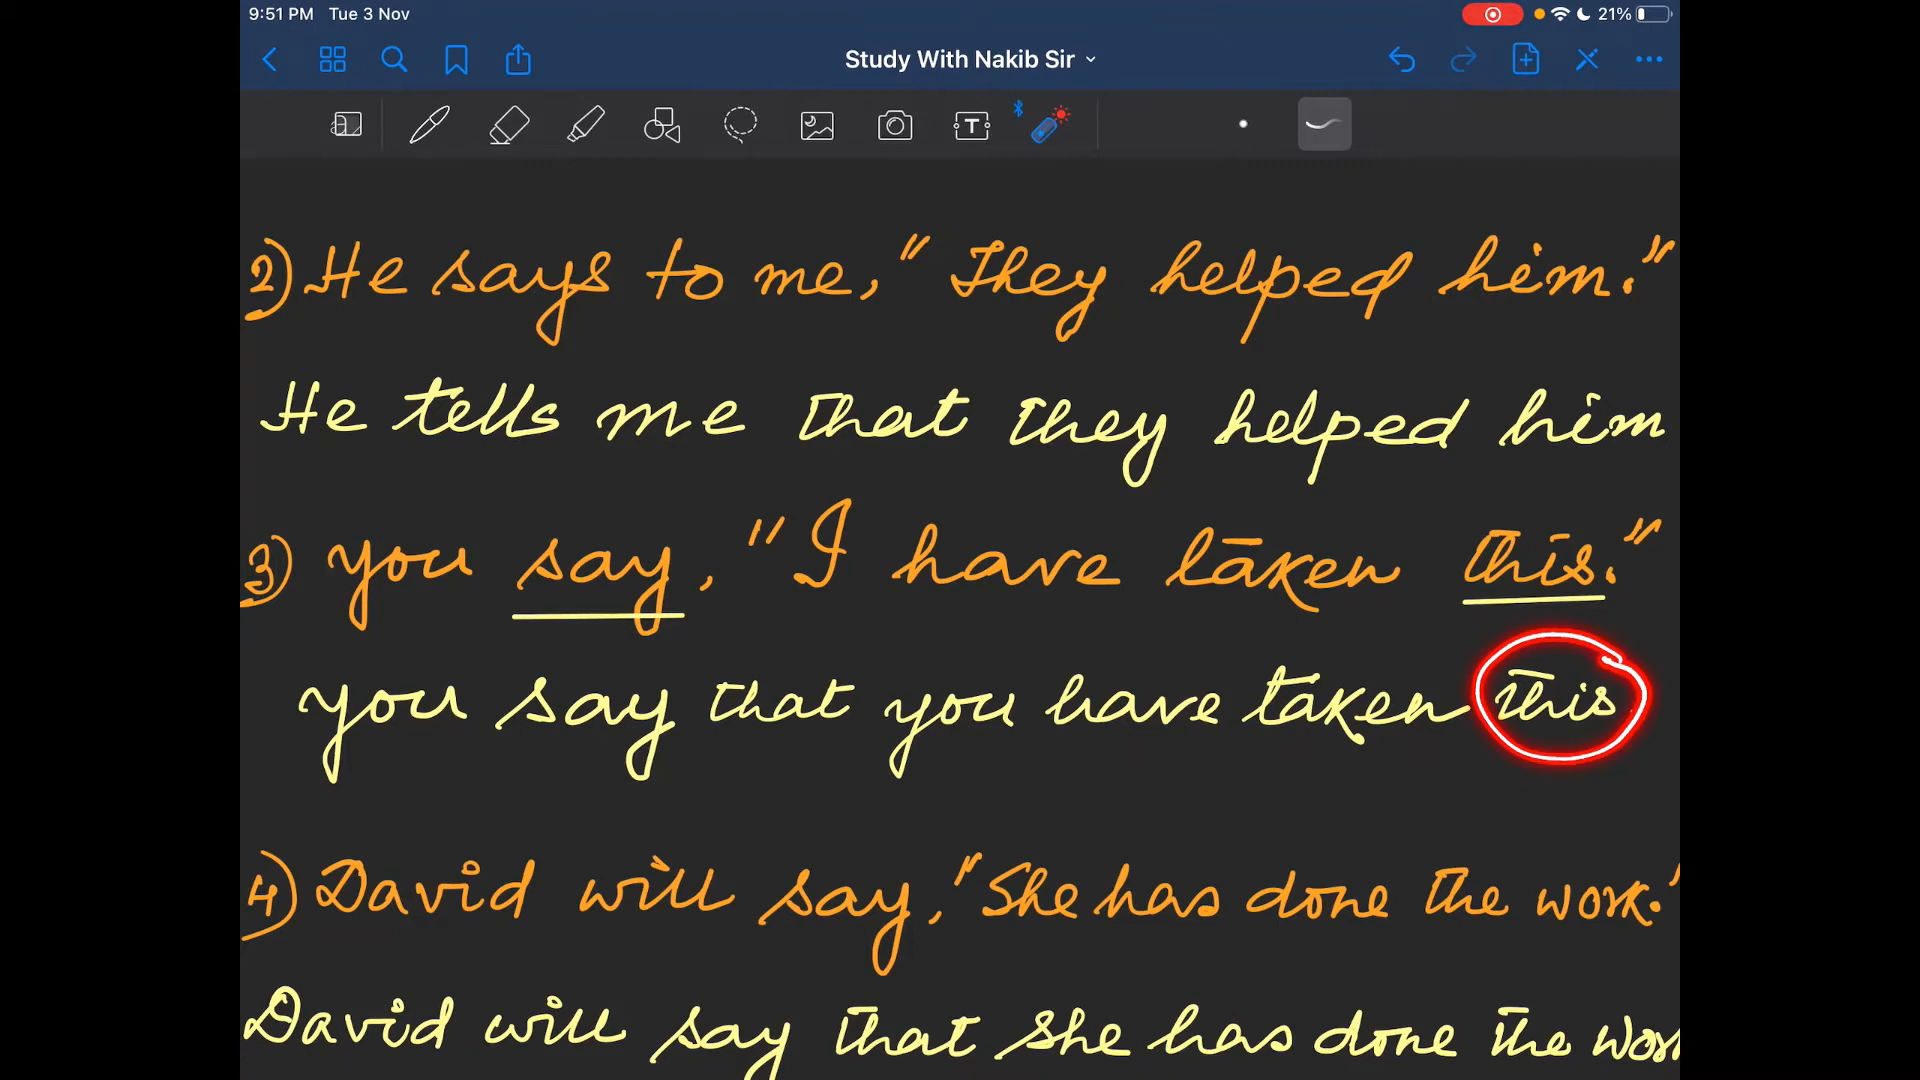 9:51 PM Tue 3 Nov 21%
Study With Nakib Sir
T
2) He says to me, "They helped him."
He tells me that they helped him
3) you say, "I have taken this."
you say that you have taken this
4) David will say, "She has done the work."
David will say that she has done the work